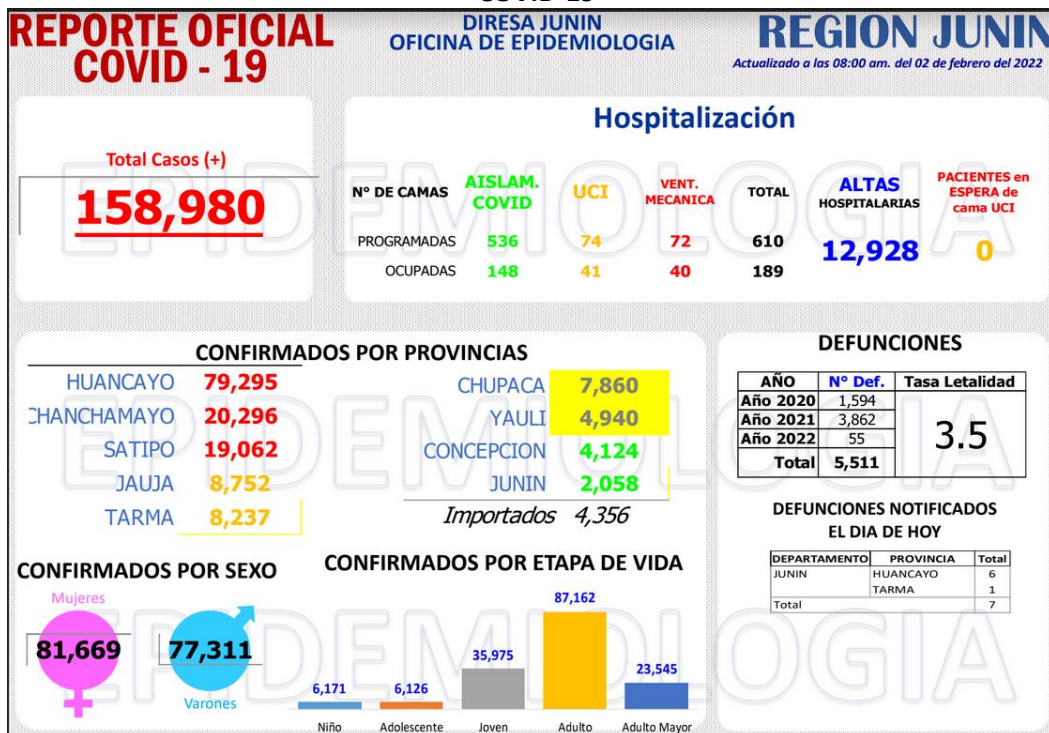 COVID-19
REPORTE OFICIAL
COVID - 19
DIRESA JUNIN
OFICINA DE EPIDEMIOLOGIA
REGION JUNIN
Actualizado a las 08:00 am. del 02 de febrero del 2022
Total Casos (+)
158,980
Hospitalización
N° DE CAMAS AISLAM. COVID UCI VENT. MECANICA TOTAL ALTAS HOSPITALARIAS PACIENTES en ESPERA de cama UCI
PROGRAMADAS 536 74 72 610 12,928 0
OCUPADAS 148 41 40 189
EPIDEMIOLOGIA
CONFIRMADOS POR PROVINCIAS
HUANCAYO 79,295
CHANCHAMAYO 20,296
SATIPO 19,062
JAUJA 8,752
TARMA 8,237
CHUPACA 7,860
YAULI 4,940
CONCEPCION 4,124
JUNIN 2,058
Importados 4,356
DEFUNCIONES
AÑO N° Def. Tasa Letalidad
Año 2020 1,594
Año 2021 3,862
Año 2022 55
Total 5,511
3.5
EPIDEMIOLOGIA
DEFUNCIONES NOTIFICADOS
EL DIA DE HOY
DEPARTAMENTO PROVINCIA Total
JUNIN HUANCAYO 6
TARMA 1
Total 7
CONFIRMADOS POR SEXO
Mujeres
81,669
77,311
Varones
CONFIRMADOS POR ETAPA DE VIDA
6,171 6,126 35,975 87,162 23,545
Niño Adolescente Joven Adulto Adulto Mayor
EPIDEMIOLOGIA